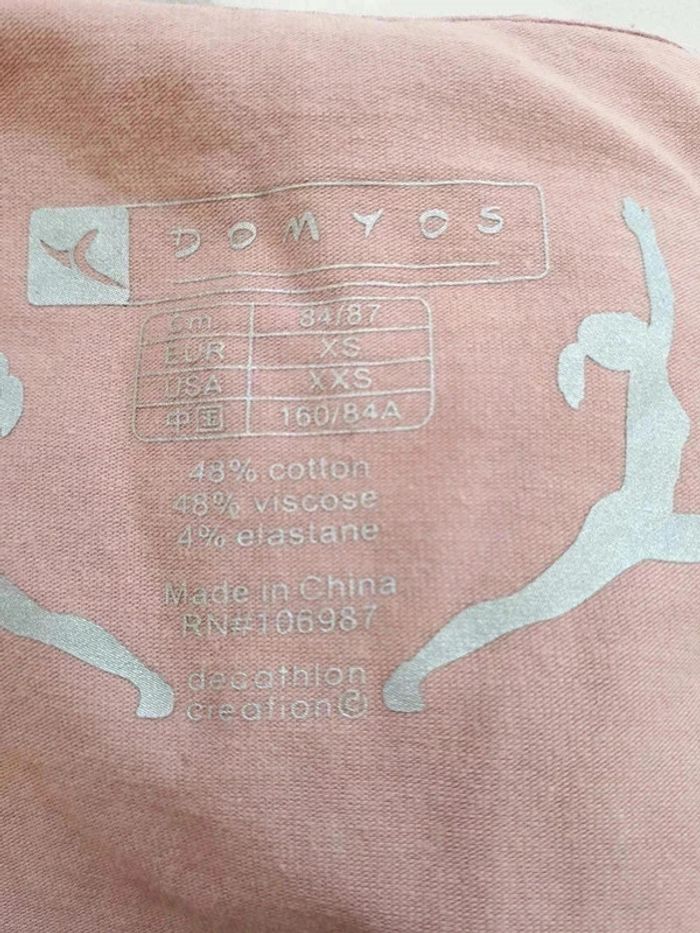 DOMYOS
cm 84/87
EUR XS
USA XXS
中国 160/84A
48% cotton
48% viscose
4% elastane
Made in China
RN#106987
decathlon
creation©